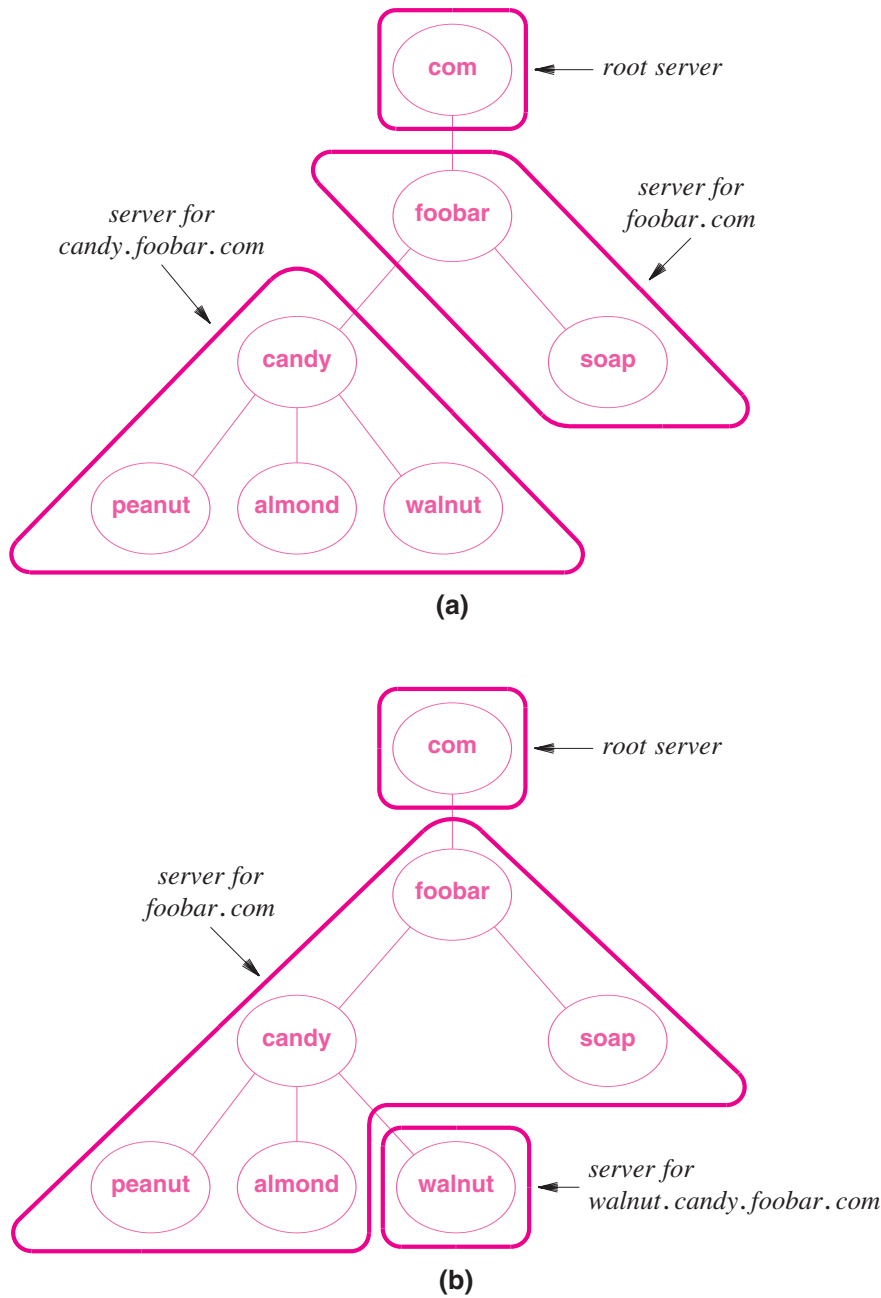 com
root server
server for
foobar.com
foobar
server for
candy.foobar.com
candy
soap
peanut
almond
walnut
(a)
com
root server
server for
foobar.com
foobar
candy
soap
peanut
almond
walnut
server for
walnut.candy.foobar.com
(b)